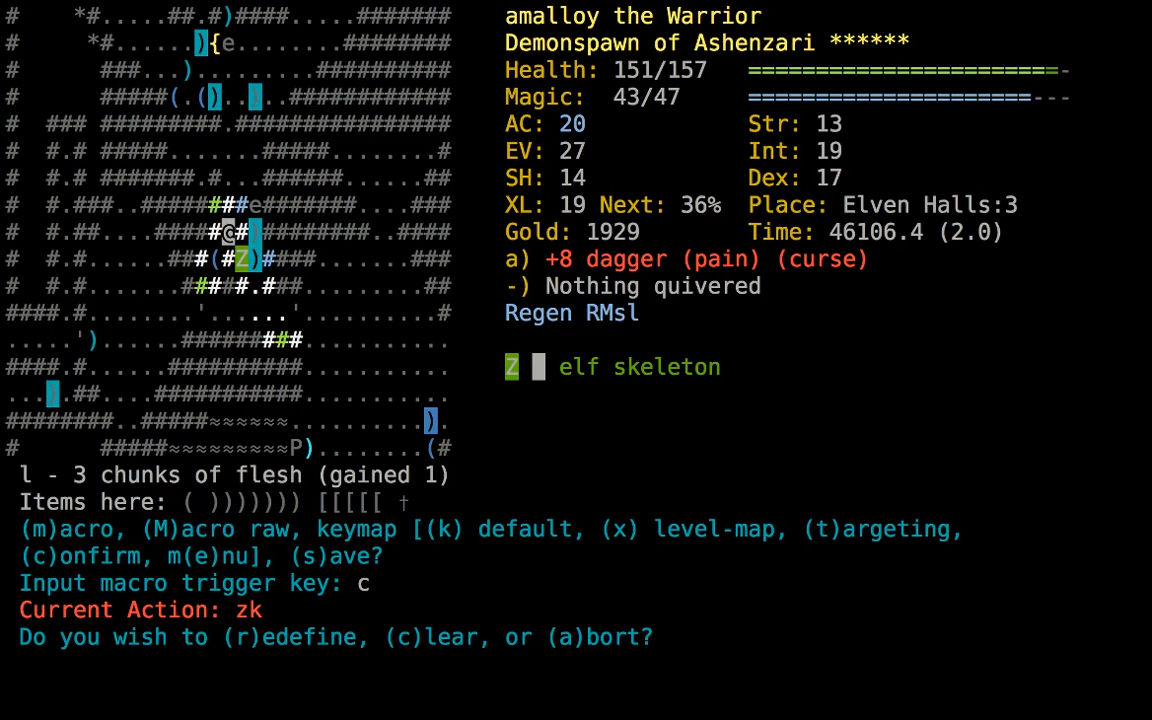 amalloy the Warrior
Demonspawn of Ashenzari ******
Health: 151/157
Magic: 43/47
AC: 20 Str: 13
EV: 27 Int: 19
SH: 14 Dex: 17
XL: 19 Next: 36% Place: Elven Halls:3
Gold: 1929 Time: 46106.4 (2.0)
a) +8 dagger (pain) (curse)
-) Nothing quivered
Regen RMsl
Z elf skeleton
l - 3 chunks of flesh (gained 1)
Items here: ( ))))))) [[[[[ †
(m)acro, (M)acro raw, keymap [(k) default, (x) level-map, (t)argeting,
(c)onfirm, m(e)nu], (s)ave?
Input macro trigger key: c
Current Action: zk
Do you wish to (r)edefine, (c)lear, or (a)bort?